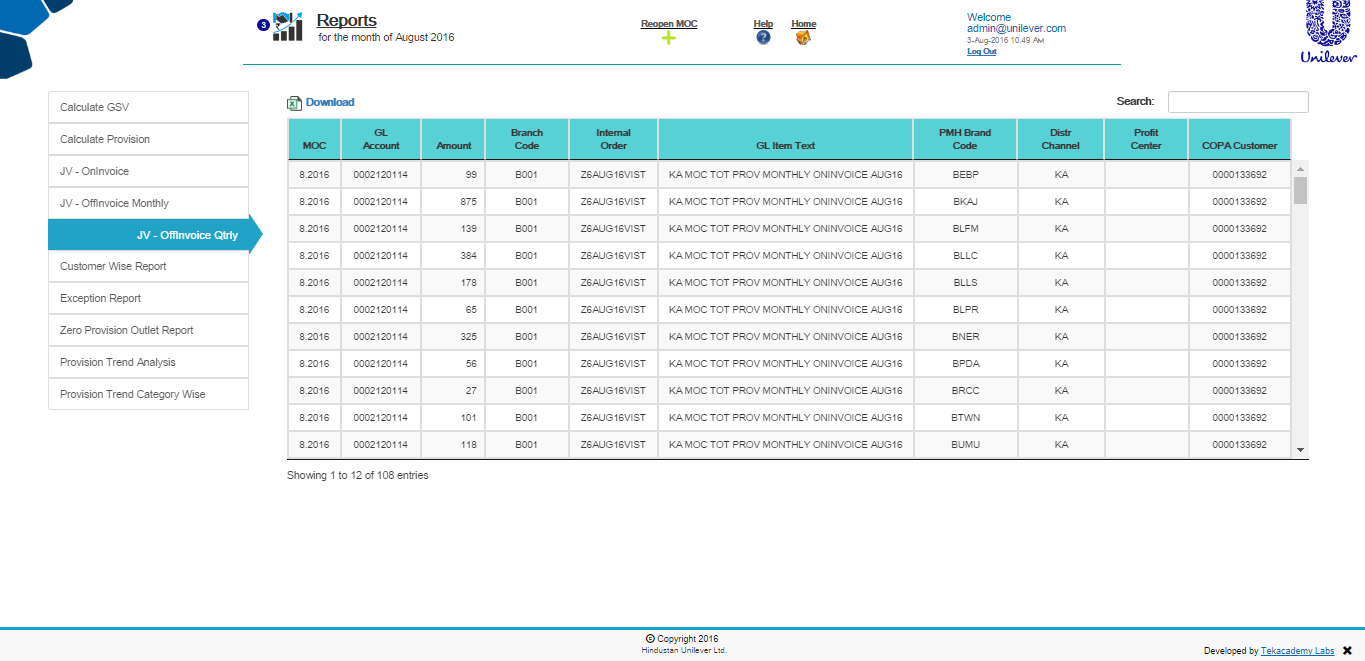 3
Reports
for the month of August 2016
Reopen MOC
Help
Home
Welcome
admin@unilever.com
3-Aug-2016 10.49 AM
Log Out
Unilever
Calculate GSV
Calculate Provision
JV - OnInvoice
JV - OffInvoice Monthly
JV - OffInvoice Qtrly
Customer Wise Report
Exception Report
Zero Provision Outlet Report
Provision Trend Analysis
Provision Trend Category Wise
Download
Search:
MOC GL Account Amount Branch Code Internal Order GL Item Text PMH Brand Code Distr Channel Profit Center COPA Customer
8.2016 0002120114 99 B001 Z6AUG16VIST KA MOC TOT PROV MONTHLY ONINVOICE AUG16 BEBP KA 0000133692
8.2016 0002120114 875 B001 Z6AUG16VIST KA MOC TOT PROV MONTHLY ONINVOICE AUG16 BKAJ KA 0000133692
8.2016 0002120114 139 B001 Z6AUG16VIST KA MOC TOT PROV MONTHLY ONINVOICE AUG16 BLFM KA 0000133692
8.2016 0002120114 384 B001 Z6AUG16VIST KA MOC TOT PROV MONTHLY ONINVOICE AUG16 BLLC KA 0000133692
8.2016 0002120114 178 B001 Z6AUG16VIST KA MOC TOT PROV MONTHLY ONINVOICE AUG16 BLLS KA 0000133692
8.2016 0002120114 65 B001 Z6AUG16VIST KA MOC TOT PROV MONTHLY ONINVOICE AUG16 BLPR KA 0000133692
8.2016 0002120114 325 B001 Z6AUG16VIST KA MOC TOT PROV MONTHLY ONINVOICE AUG16 BNER KA 0000133692
8.2016 0002120114 56 B001 Z6AUG16VIST KA MOC TOT PROV MONTHLY ONINVOICE AUG16 BPDA KA 0000133692
8.2016 0002120114 27 B001 Z6AUG16VIST KA MOC TOT PROV MONTHLY ONINVOICE AUG16 BRCC KA 0000133692
8.2016 0002120114 101 B001 Z6AUG16VIST KA MOC TOT PROV MONTHLY ONINVOICE AUG16 BTWN KA 0000133692
8.2016 0002120114 118 B001 Z6AUG16VIST KA MOC TOT PROV MONTHLY ONINVOICE AUG16 BUMU KA 0000133692
Showing 1 to 12 of 108 entries
© Copyright 2016
Hindustan Unilever Ltd.
Developed by Tekacademy Labs